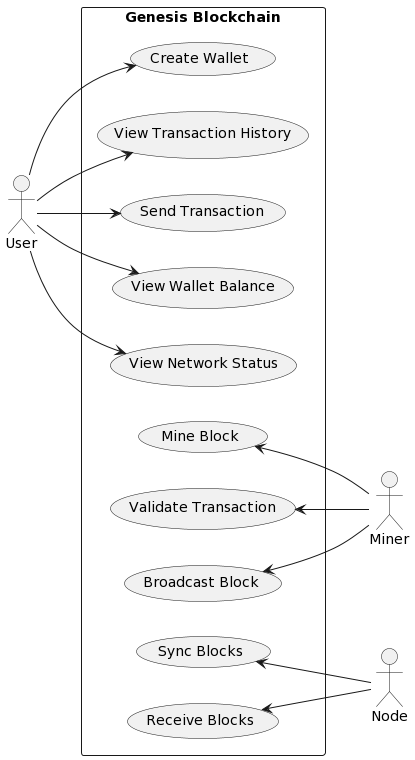 Genesis Blockchain
Create Wallet
View Transaction History
Send Transaction
User
View Wallet Balance
View Network Status
Mine Block
Validate Transaction
Miner
Broadcast Block
Sync Blocks
Receive Blocks
Node